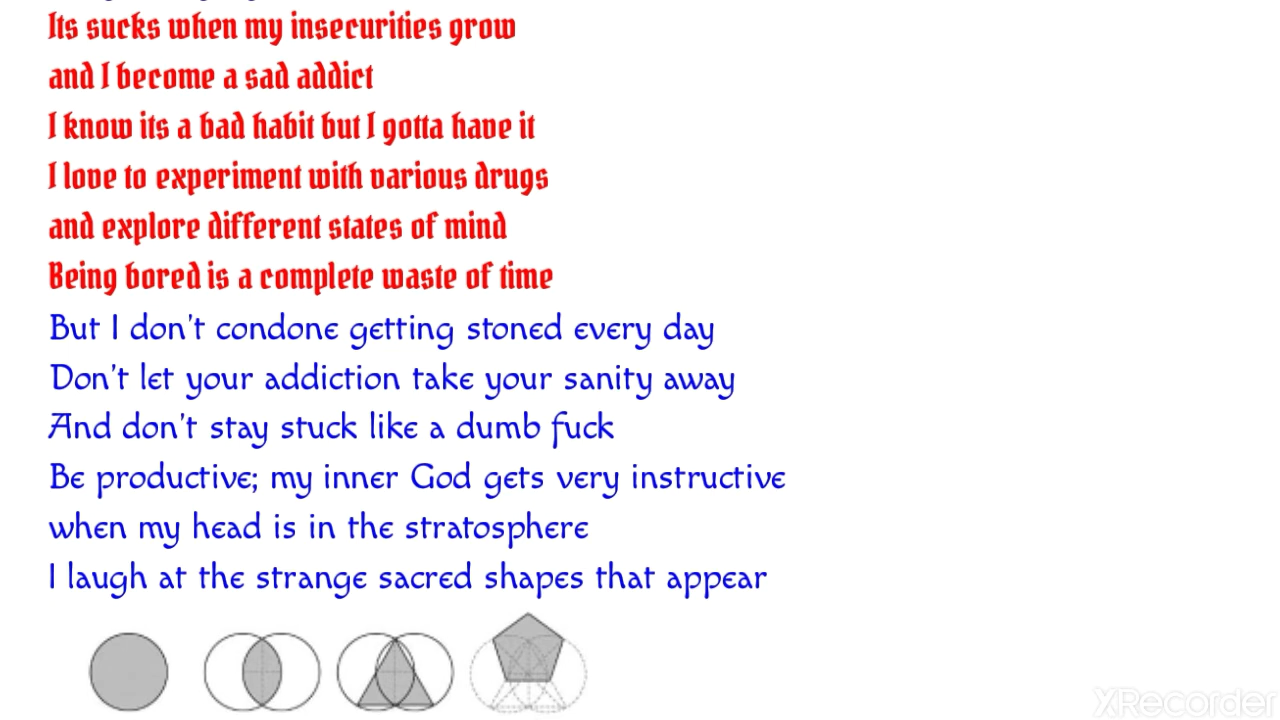 Its sucks when my insecurities grow
and I become a sad addict
I know its a bad habit but I gotta have it
I love to experiment with various drugs
and explore different states of mind
Being bored is a complete waste of time
But I don't condone getting stoned every day
Don't let your addiction take your sanity away
And don't stay stuck like a dumb fuck
Be productive; my inner God gets very instructive
when my head is in the stratosphere
I laugh at the strange sacred shapes that appear
XRecorder